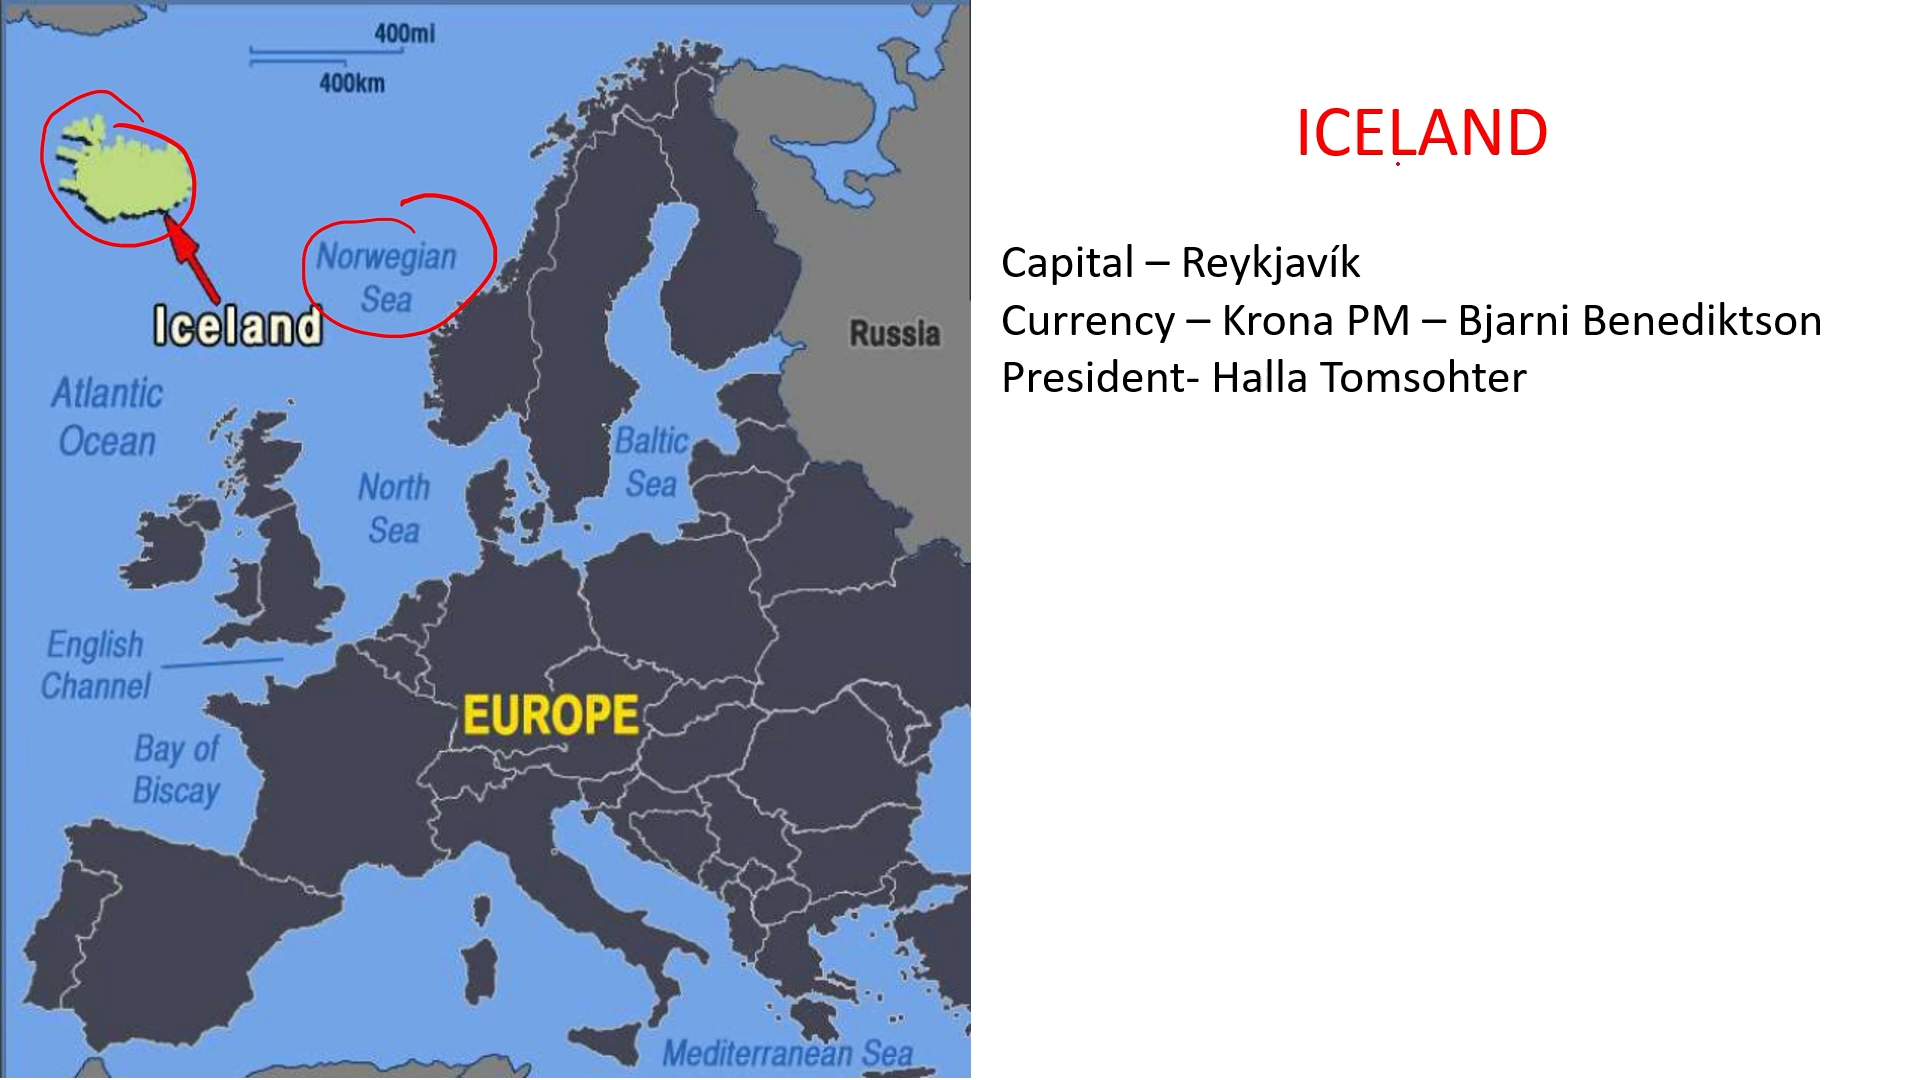 400mi
400km
Norwegian
Sea
Iceland
Russia
Atlantic
Ocean
Baltic
Sea
North
Sea
English
Channel
EUROPE
Bay of
Biscay
Mediterranean Sea
ICELAND
Capital – Reykjavík
Currency – Krona PM – Bjarni Benediktson
President- Halla Tomsohter